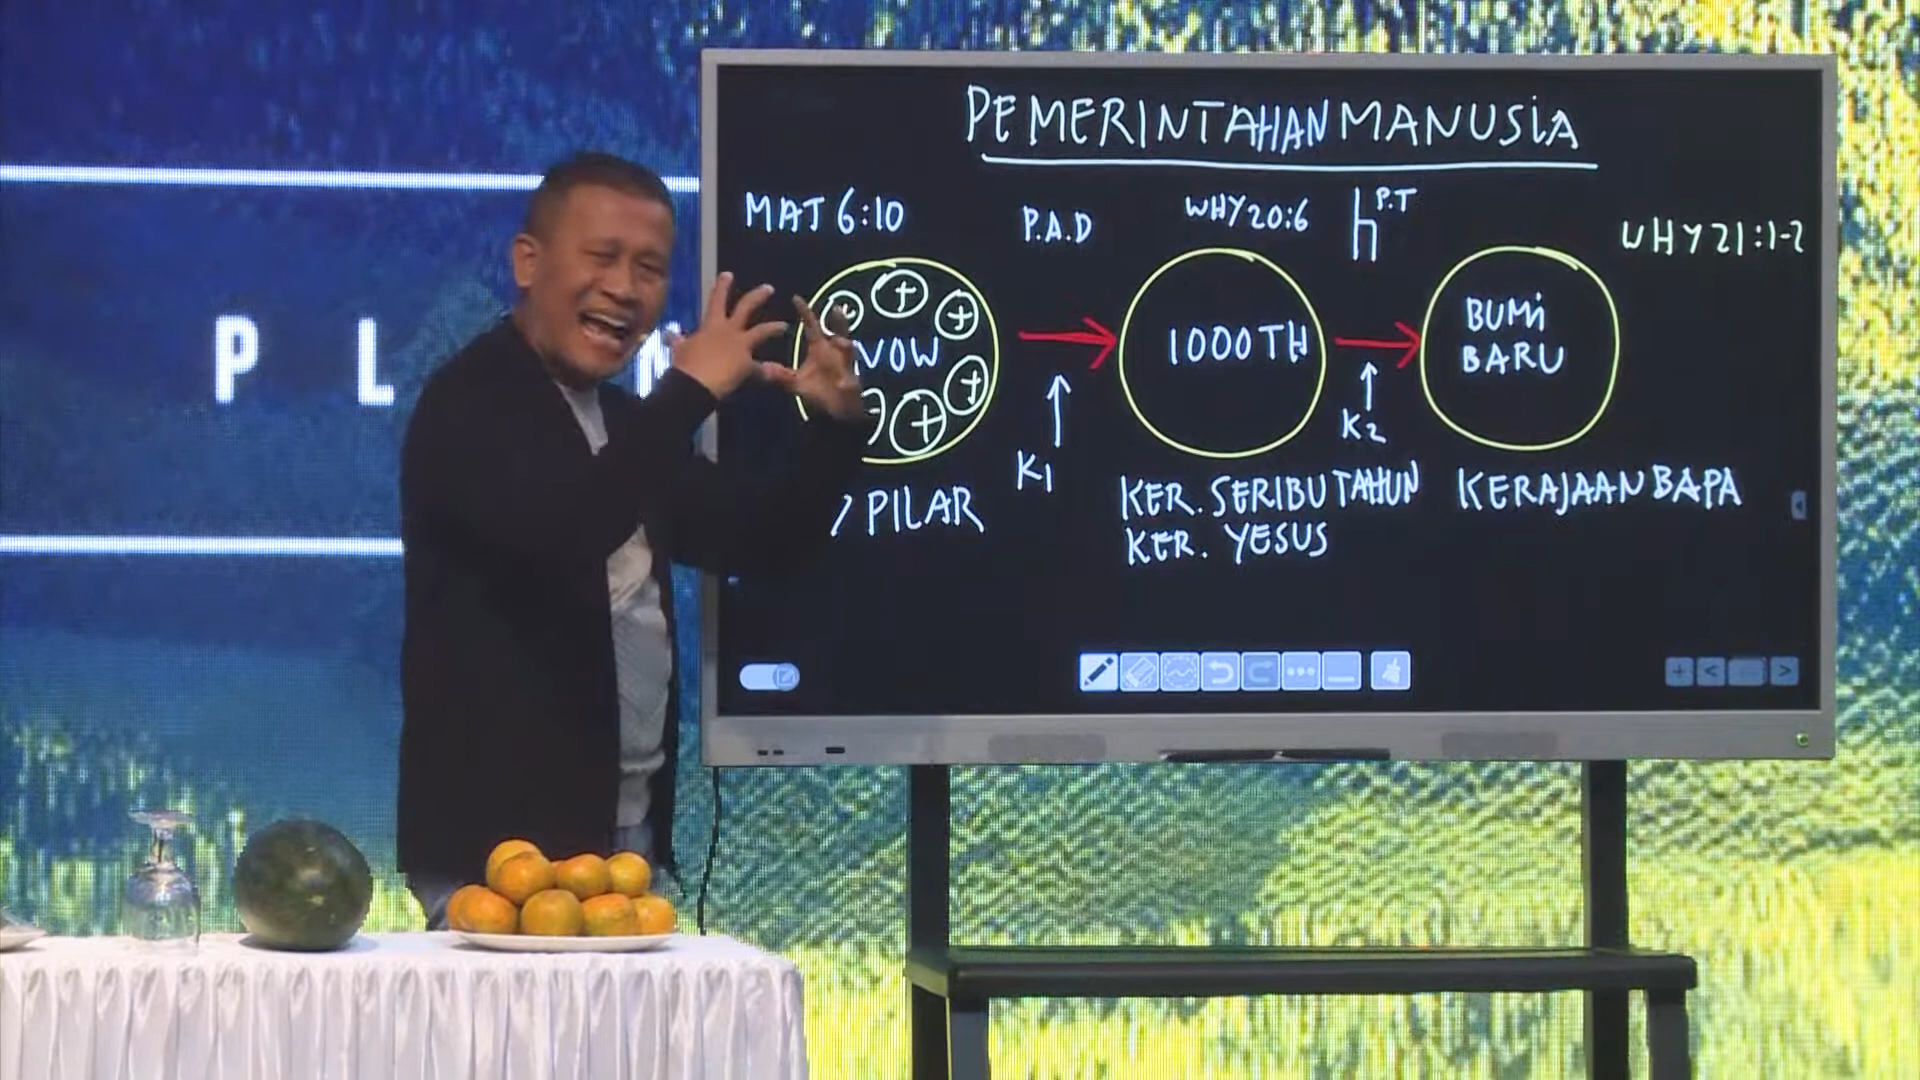 PEMERINTAHAN MANUSIA
MAT 6:10
P.A.D
WHY 20:6
P.T
WHY 21:1-2
NOW
1000TH
BUMi
BARU
K1
K2
PILAR
KER. SERIBU TAHUN
KER. YESUS
KERAJAAN BAPA
P L